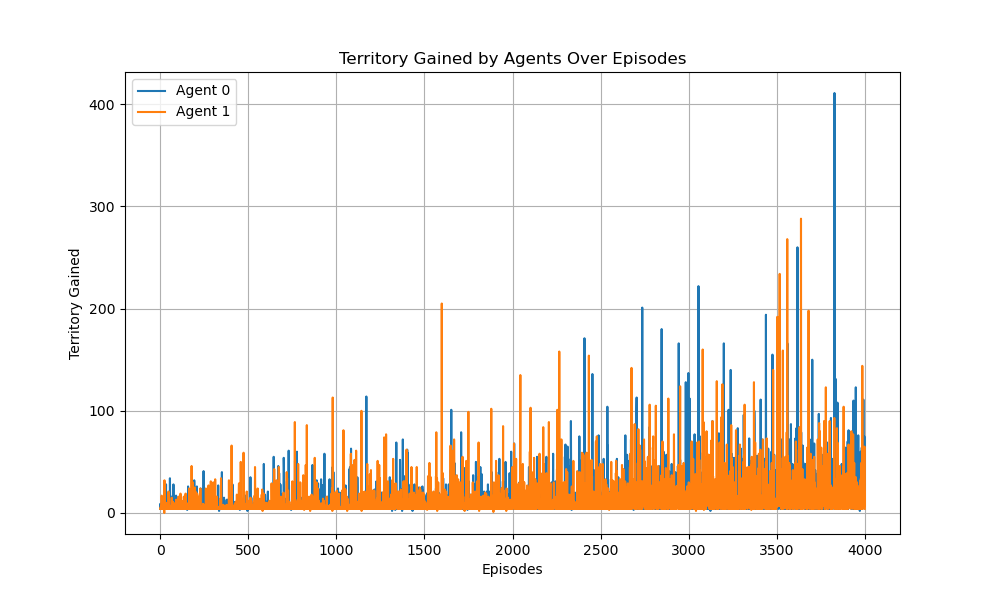 Territory Gained by Agents Over Episodes
Agent 0
Agent 1
Territory Gained
400
300
200
100
0
0 500 1000 1500 2000 2500 3000 3500 4000
Episodes